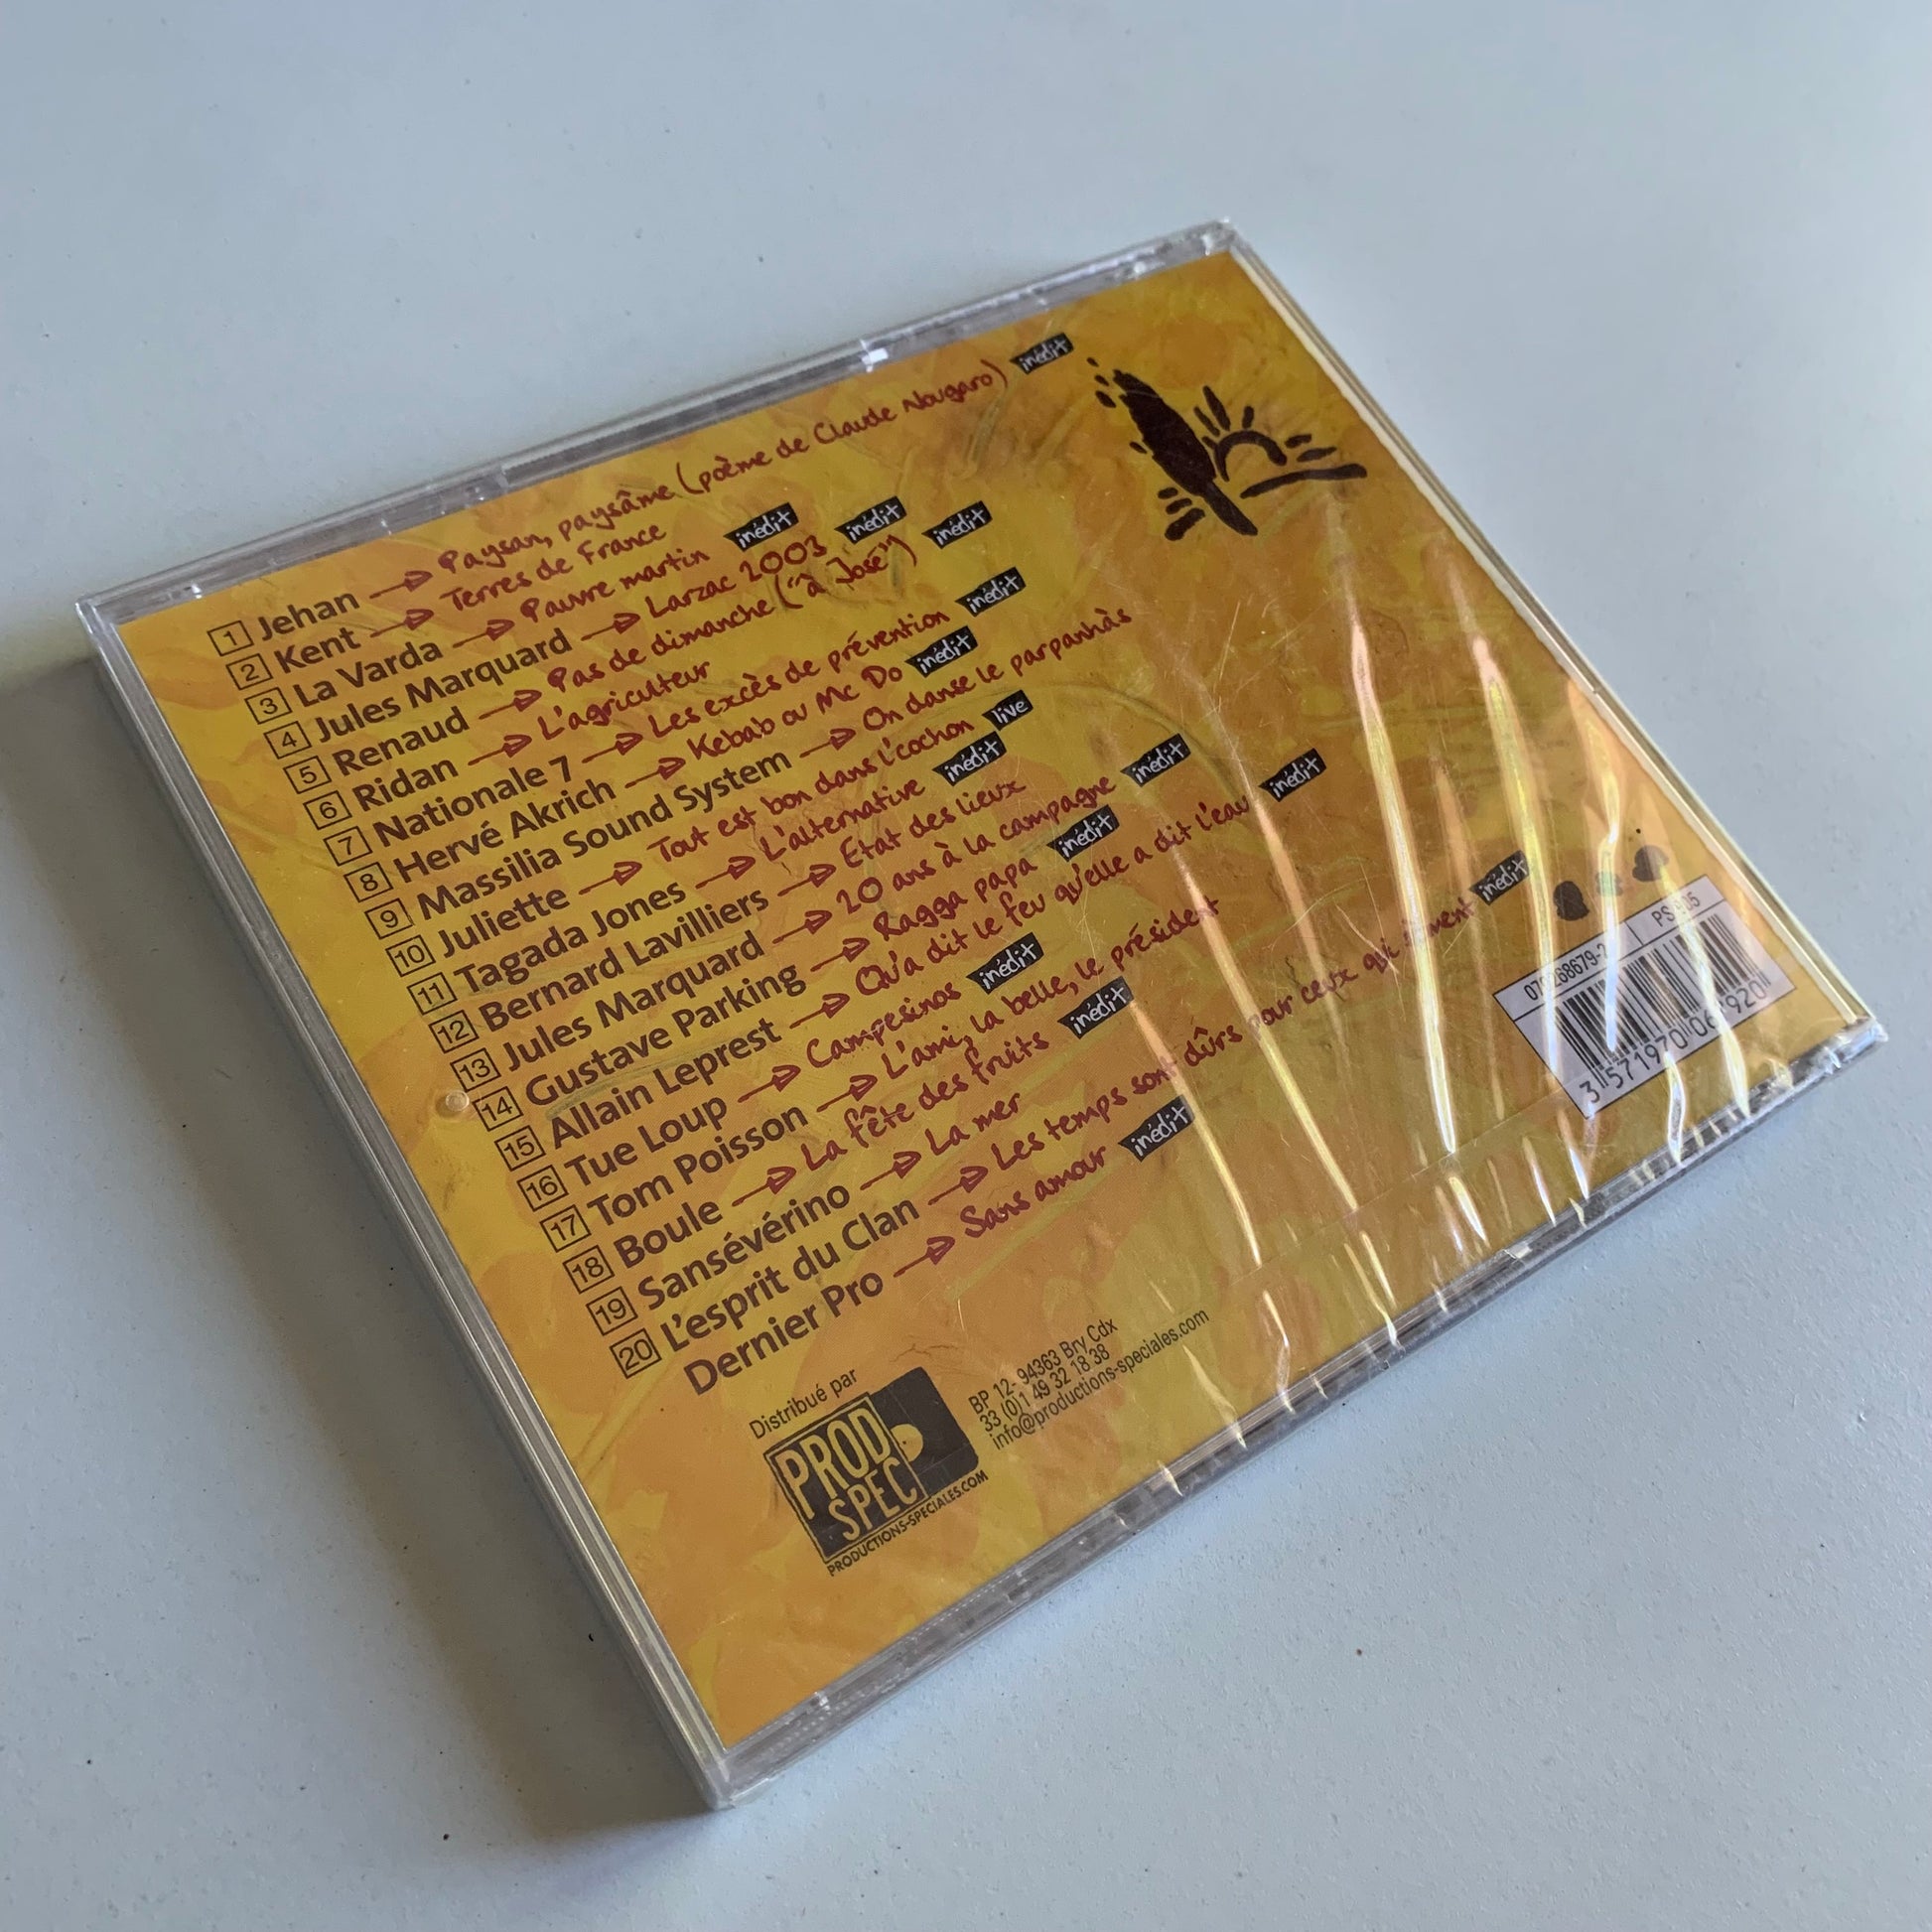 1 Jehan → Paysan, paysâme (poème de Claude Nougaro) inédit
2 Kent → Terres de France
3 La Varda → Pauvre martin inédit
4 Jules Marquard → Larzac 2003 inédit
5 Renaud → Pas de dimanche ("à José") inédit
6 Ridan → L'agriculteur
7 Nationale 7 → Les excès de prévention inédit
8 Hervé Akrich → Kebab ou Mc Do inédit
9 Massilia Sound System → On danse le parpanhàs
10 Juliette → Tout est bon dans l'cochon live
11 Tagada Jones → L'alternative inédit
12 Bernard Lavilliers → Etat des lieux
13 Jules Marquard → 20 ans à la campagne inédit
14 Gustave Parking → Ragga papa inédit
15 Allain Leprest → Qu'a dit le feu qu'elle a dit l'eau inédit
16 Tue Loup → Campesinos inédit
17 Tom Poisson → L'ami, la belle, le président
18 Boule → La fête des fruits inédit
19 Sansévérino → La mer
20 L'esprit du Clan → Les temps sont dûrs pour ceux qui sèment inédit
Dernier Pro → Sans amour inédit
Distribué par
PROD
SPEC
PRODUCTIONS-SPECIALES.COM
BP 12- 94363 Bry Cdx
33 (0)1 49 32 18 38
info@productions-speciales.com
3 571970